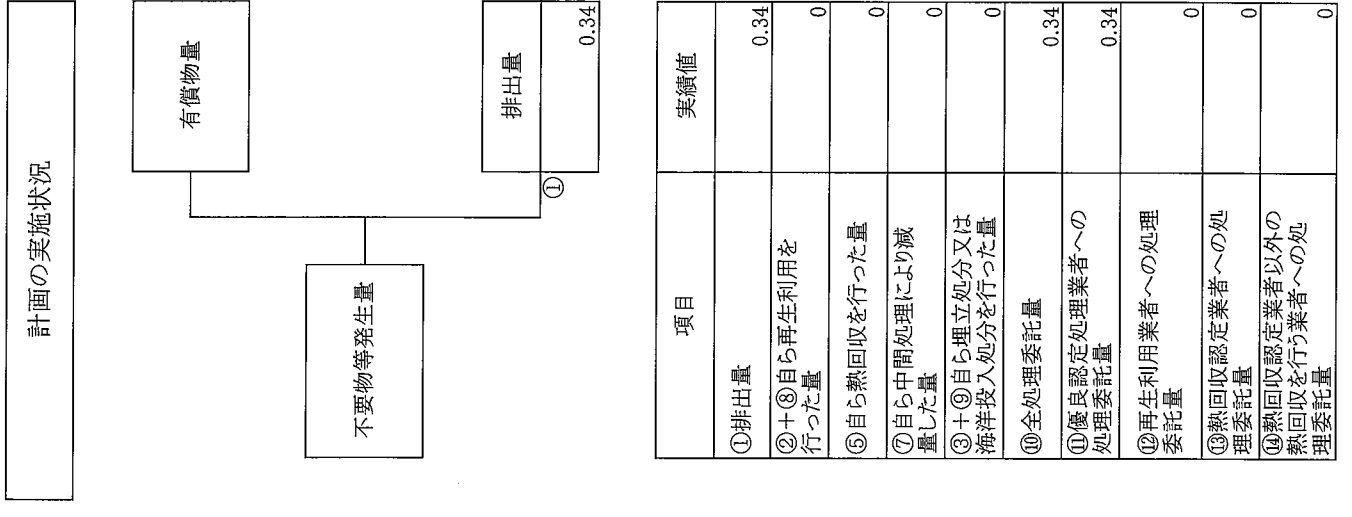 計画の実施状況
有償物量
不要物等発生量
排出量
①
0.34
項目
実績値
①排出量
0.34
②+⑧自ら再生利用を
行った量
0
⑤自ら熱回収を行った量
0
⑦自ら中間処理により減
量した量
0
③+⑨自ら埋立処分又は
海洋投入処分を行った量
0
⑩全処理委託量
0.34
⑪優良認定処理業者への
処理委託量
0.34
⑫再生利用業者への処理
委託量
0
⑬熱回収認定業者への処
理委託量
0
⑭熱回収認定業者以外の
熱回収を行う業者への処
理委託量
0